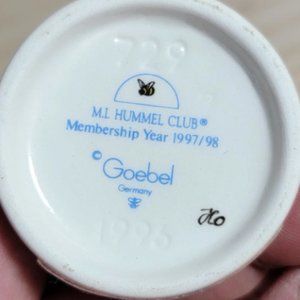 729
M.I. HUMMEL CLUB®
Membership Year 1997/98
© Goebel
Germany
1996